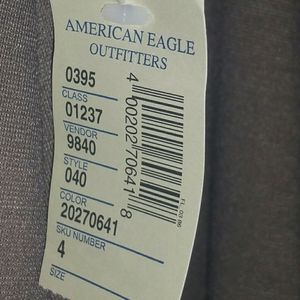 AMERICAN EAGLE
OUTFITTERS
0395
CLASS
01237
VENDOR
9840
STYLE
040
COLOR
20270641
SKU NUMBER
4
SIZE
4 00202 70641 8